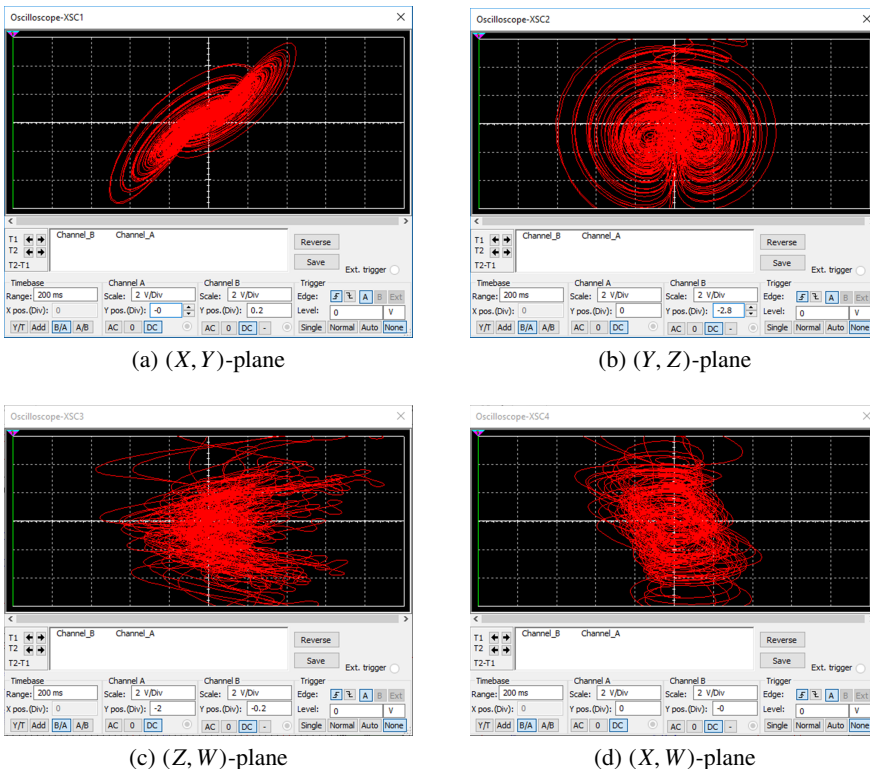 Oscilloscope-XSC1
Channel_B Channel_A
T1
T2
T2-T1
Reverse
Save
Ext. trigger
Timebase
Channel A
Channel B
Trigger
Range: 200 ms
Scale: 2 V/Div
Scale: 2 V/Div
Edge: A B Ext
X pos.(Div): 0
Y pos.(Div): -0
Y pos.(Div): 0.2
Level: 0 V
Y/T Add B/A A/B
AC 0 DC
AC 0 DC -
Single Normal Auto None
(a) (X, Y)-plane
Oscilloscope-XSC2
Channel_B Channel_A
T1
T2
T2-T1
Reverse
Save
Ext. trigger
Timebase
Channel A
Channel B
Trigger
Range: 200 ms
Scale: 2 V/Div
Scale: 2 V/Div
Edge: A B Ext
X pos.(Div): 0
Y pos.(Div): 0
Y pos.(Div): -2.8
Level: 0 V
Y/T Add B/A A/B
AC 0 DC
AC 0 DC -
Single Normal Auto None
(b) (Y, Z)-plane
Oscilloscope-XSC3
Channel_B Channel_A
T1
T2
T2-T1
Reverse
Save
Ext. trigger
Timebase
Channel A
Channel B
Trigger
Range: 200 ms
Scale: 2 V/Div
Scale: 2 V/Div
Edge: A B Ext
X pos.(Div): 0
Y pos.(Div): -2
Y pos.(Div): -0.2
Level: 0 V
Y/T Add B/A A/B
AC 0 DC
AC 0 DC -
Single Normal Auto None
(c) (Z, W)-plane
Oscilloscope-XSC4
Channel_B Channel_A
T1
T2
T2-T1
Reverse
Save
Ext. trigger
Timebase
Channel A
Channel B
Trigger
Range: 200 ms
Scale: 2 V/Div
Scale: 2 V/Div
Edge: A B Ext
X pos.(Div): 0
Y pos.(Div): 0
Y pos.(Div): -0
Level: 0 V
Y/T Add B/A A/B
AC 0 DC
AC 0 DC -
Single Normal Auto None
(d) (X, W)-plane